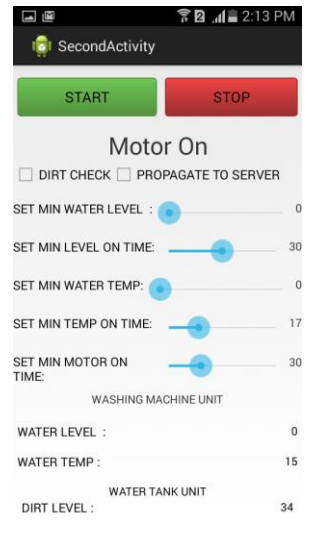 2:13 PM
SecondActivity
START STOP
Motor On
DIRT CHECK PROPAGATE TO SERVER
SET MIN WATER LEVEL : 0
SET MIN LEVEL ON TIME: 30
SET MIN WATER TEMP: 0
SET MIN TEMP ON TIME: 17
SET MIN MOTOR ON 30
TIME:
WASHING MACHINE UNIT
WATER LEVEL : 0
WATER TEMP : 15
WATER TANK UNIT
DIRT LEVEL : 34